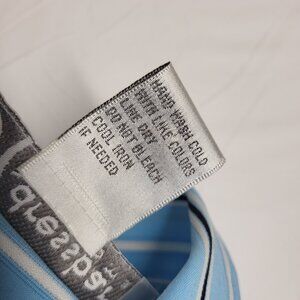 HAND WASH COLD
WITH LIKE COLORS
LINE DRY
DO NOT BLEACH
COOL IRON
IF NEEDED